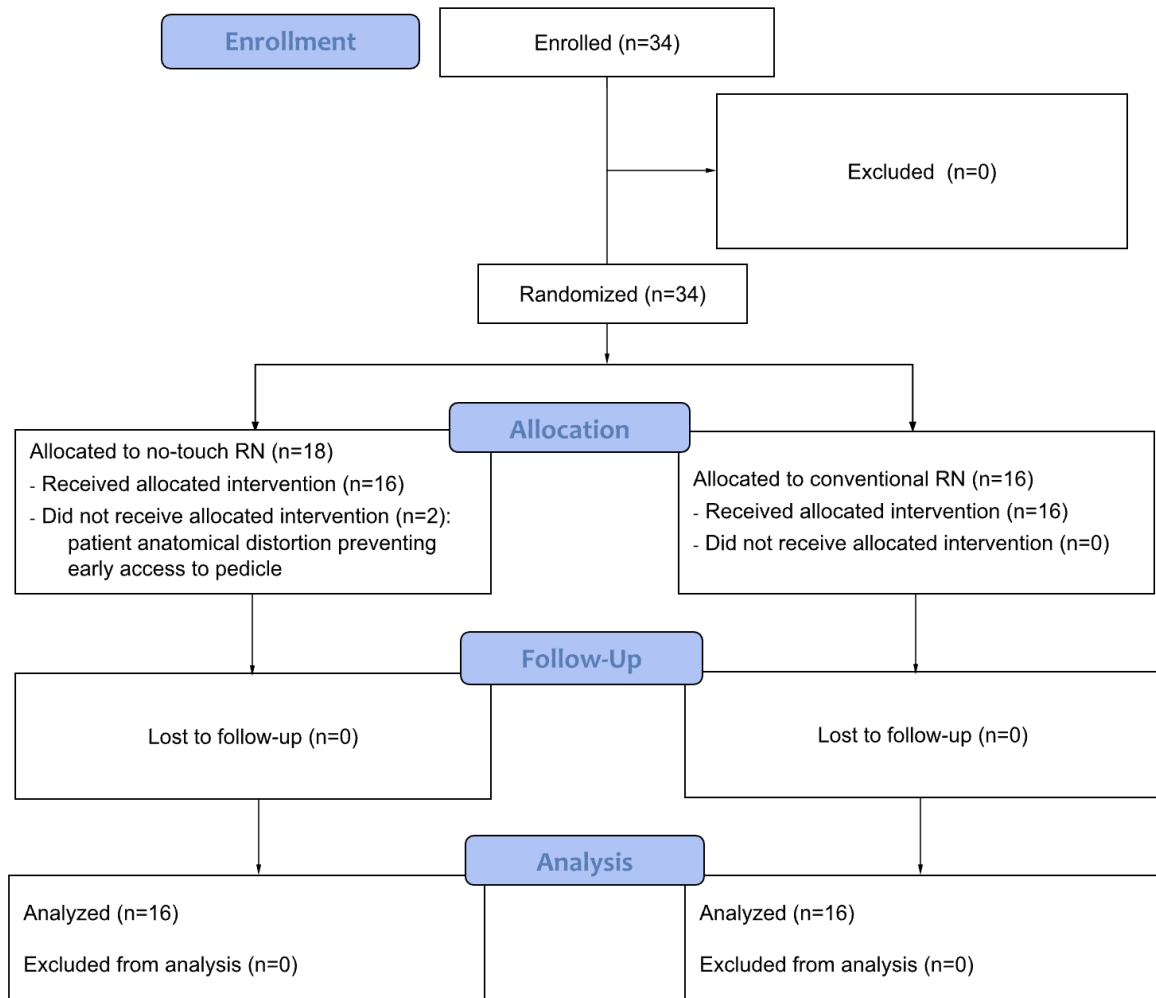 Enrollment
Enrolled (n=34)
Excluded (n=0)
Randomized (n=34)
Allocation
Allocated to no-touch RN (n=18)
- Received allocated intervention (n=16)
- Did not receive allocated intervention (n=2):
patient anatomical distortion preventing
early access to pedicle
Allocated to conventional RN (n=16)
- Received allocated intervention (n=16)
- Did not receive allocated intervention (n=0)
Follow-Up
Lost to follow-up (n=0)
Lost to follow-up (n=0)
Analysis
Analyzed (n=16)
Excluded from analysis (n=0)
Analyzed (n=16)
Excluded from analysis (n=0)